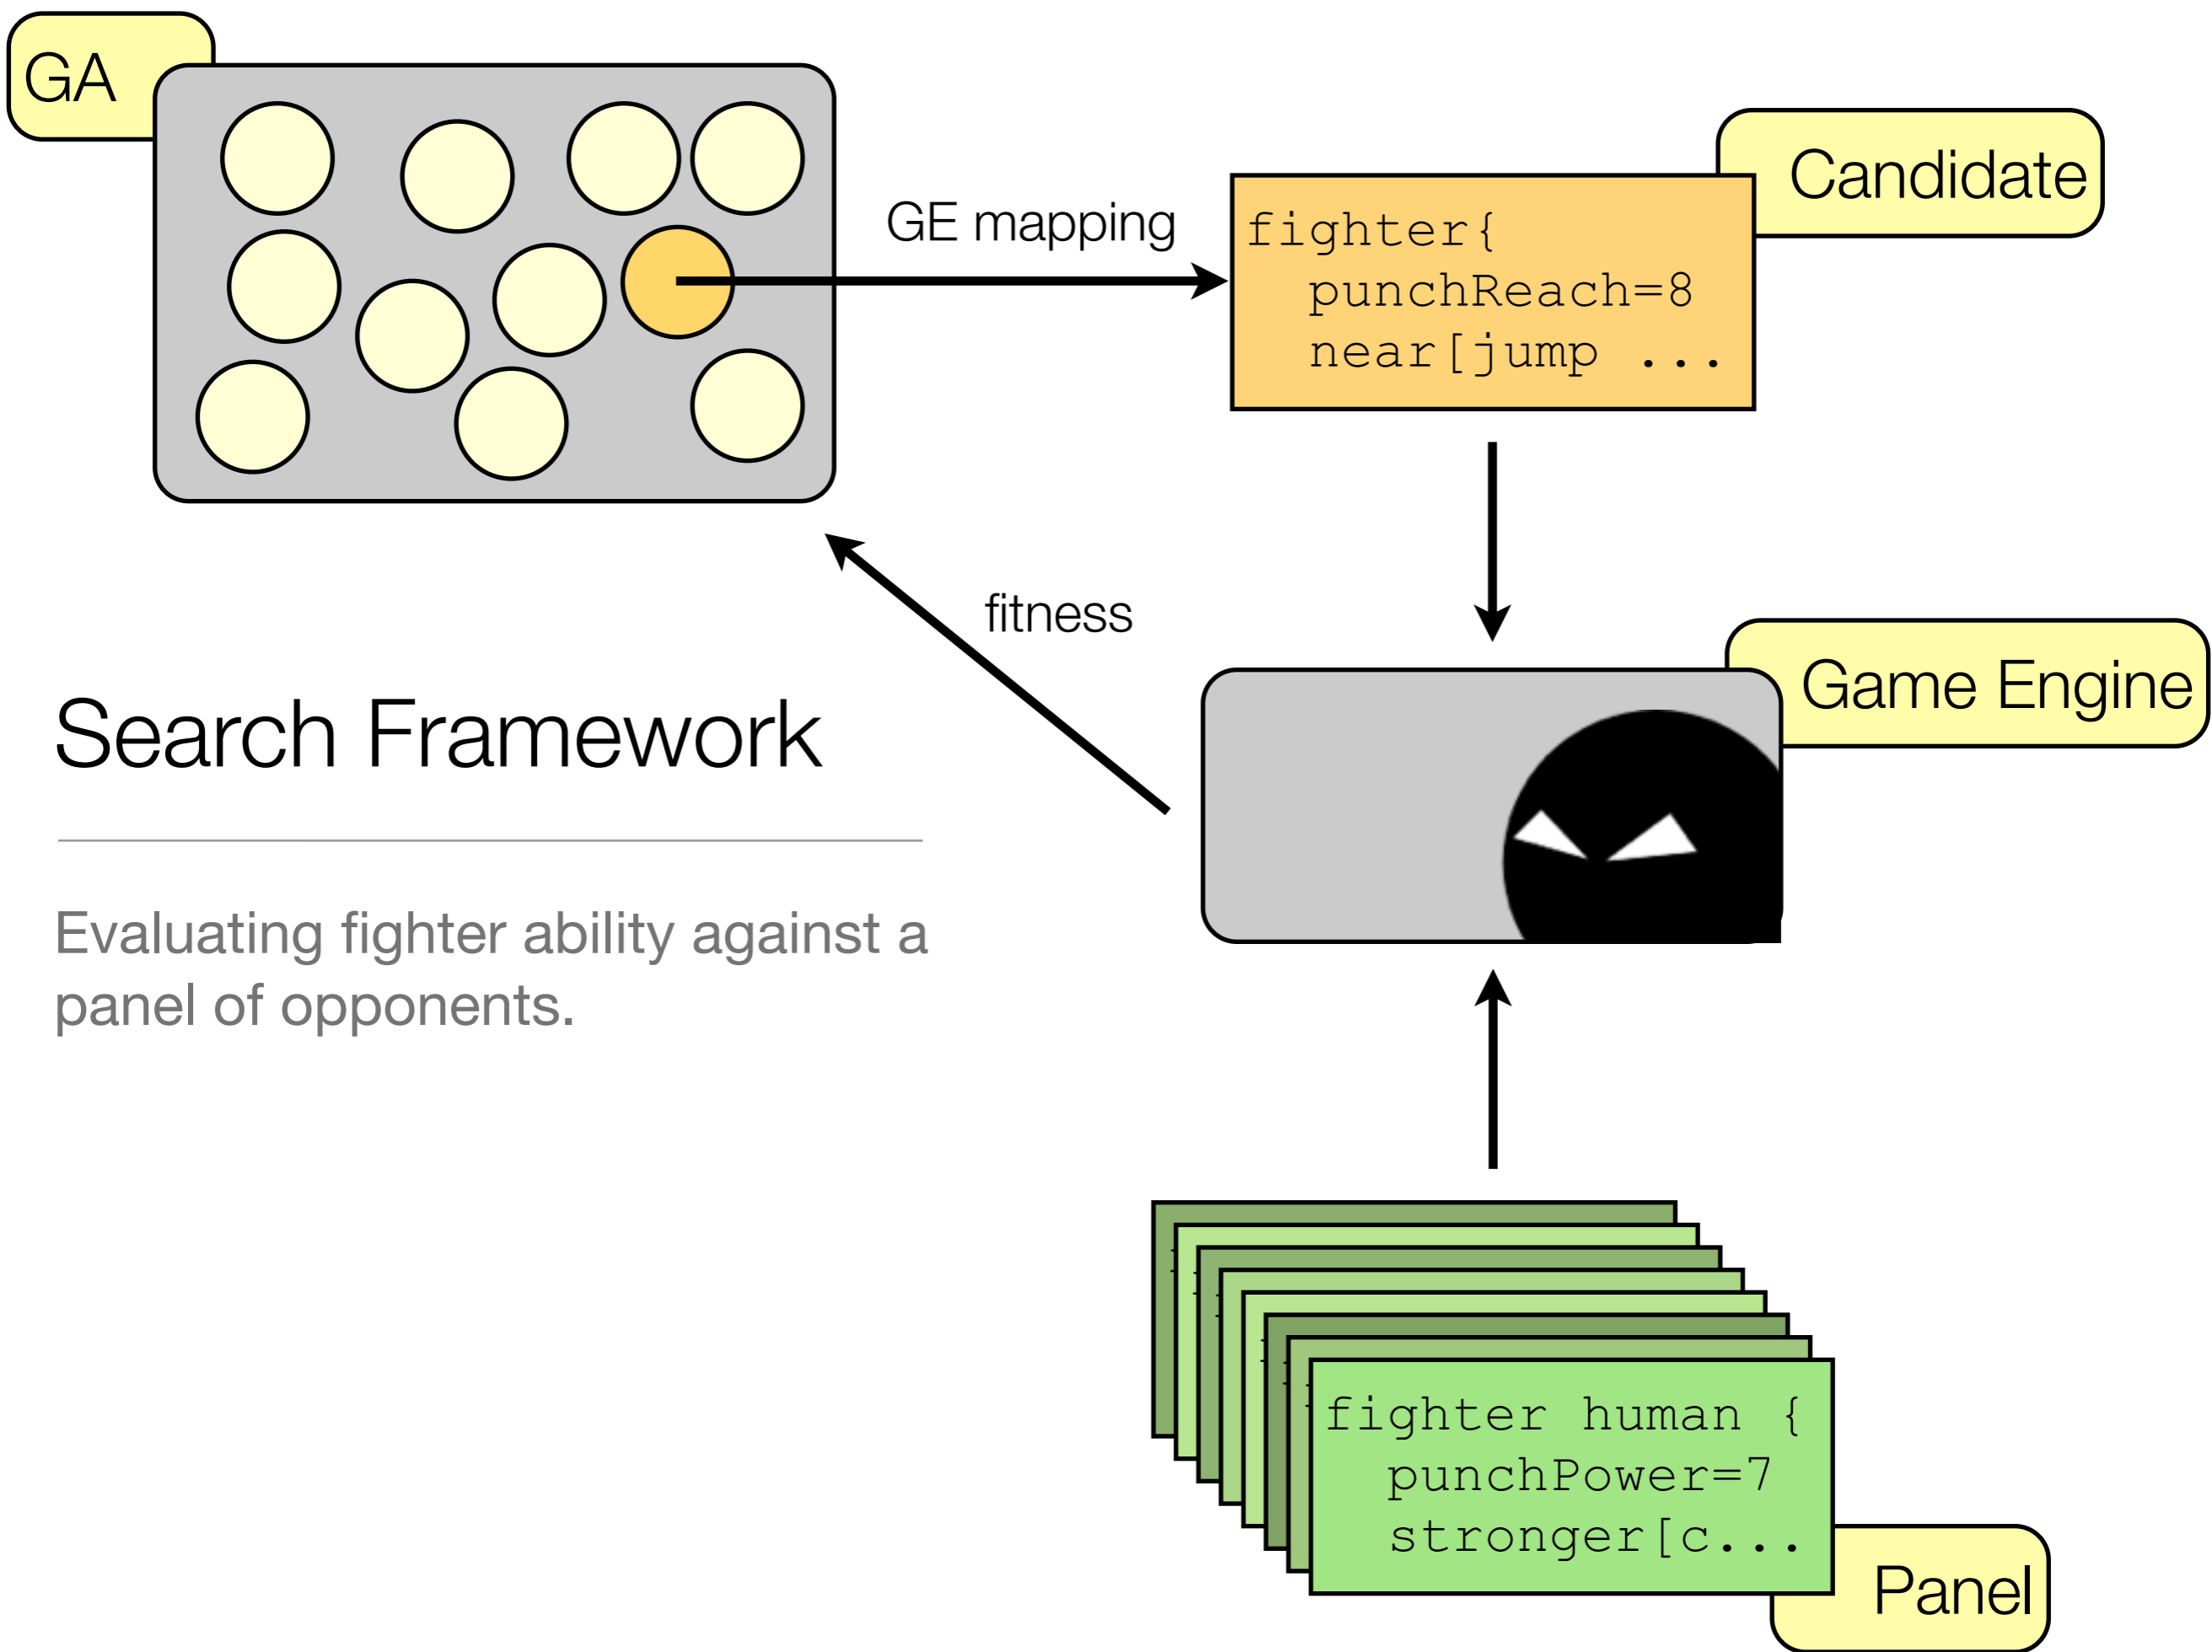 GA
GE mapping
Candidate
fighter{
  punchReach=8
  near[jump ...
fitness
Game Engine
Search Framework
Evaluating fighter ability against a
panel of opponents.
fighter human {
  punchPower=7
  stronger[c...
Panel